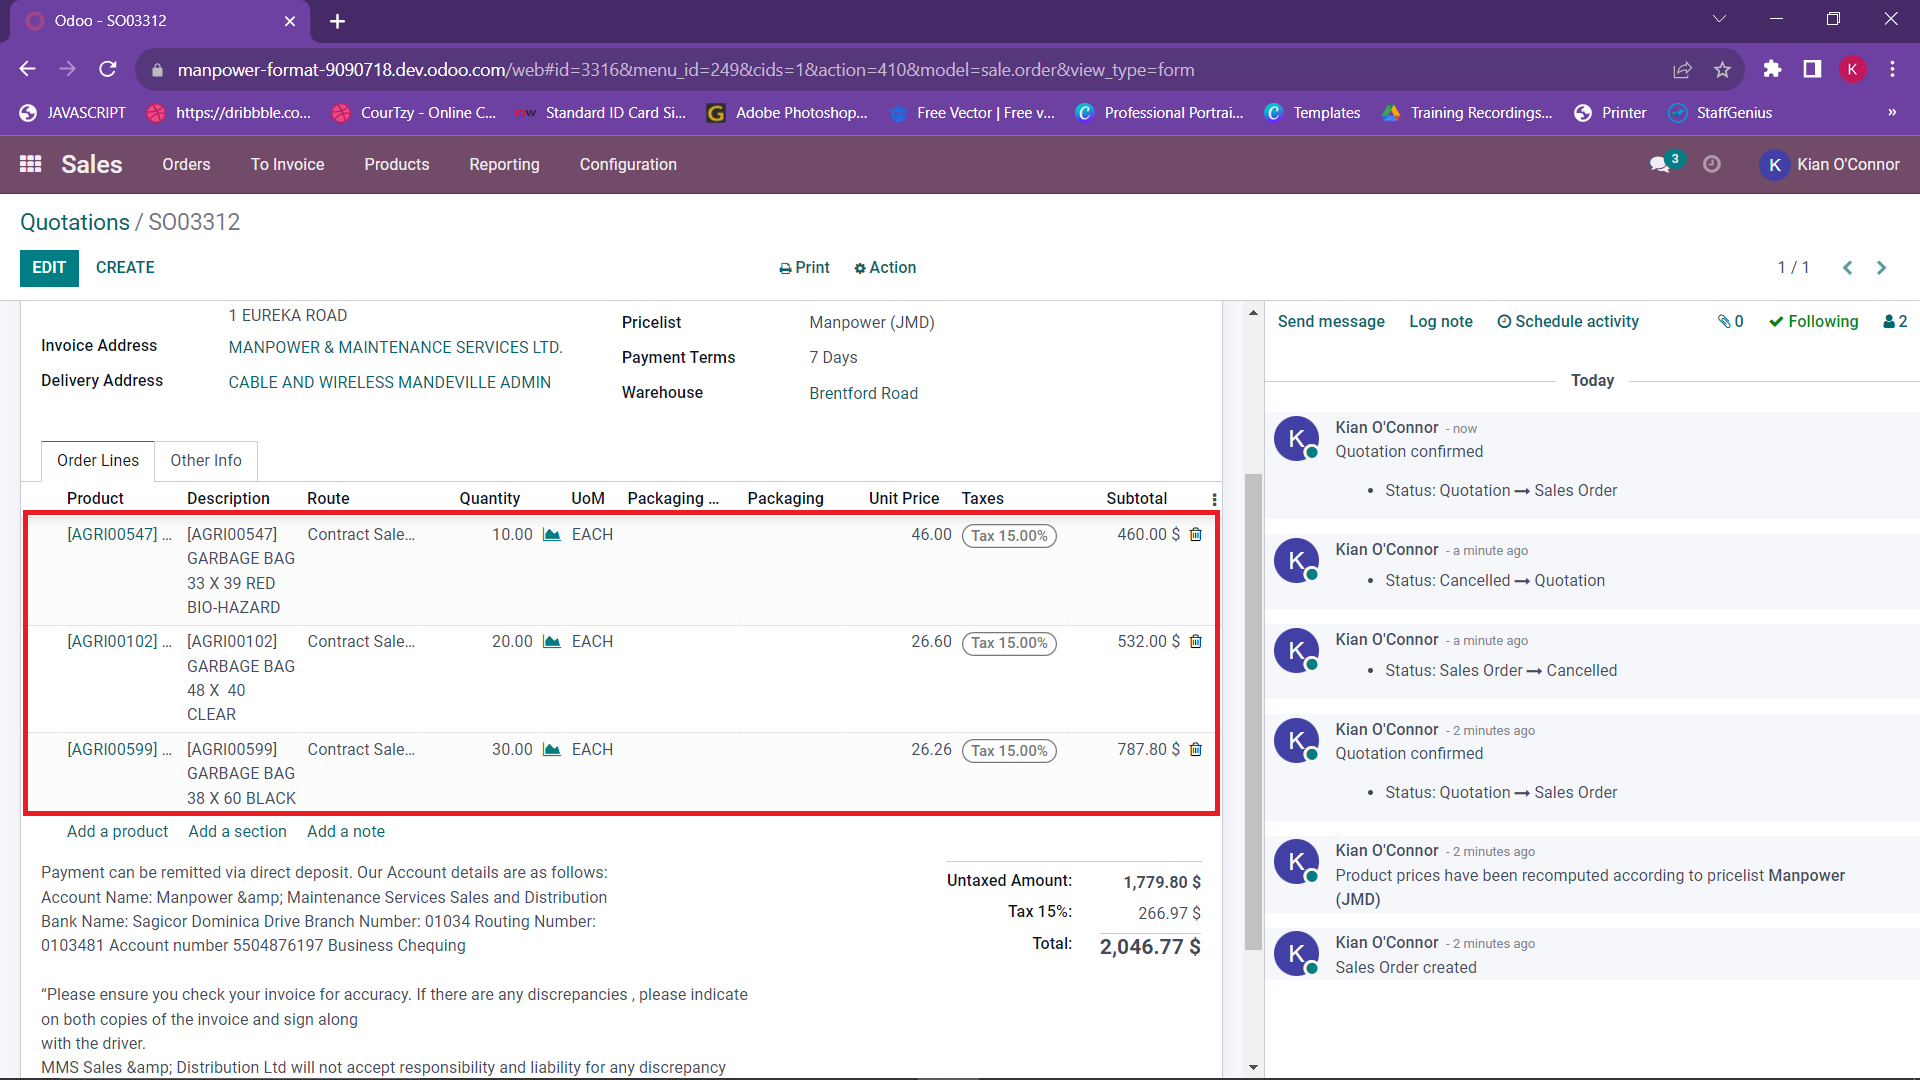 Odoo - SO03312
manpower-format-9090718.dev.odoo.com/web#id=3316&menu_id=249&cids=1&action=410&model=sale.order&view_type=form
K
JAVASCRIPT
https://dribbble.co...
CourTzy - Online C...
Standard ID Card Si...
Adobe Photoshop,...
Free Vector | Free v...
Professional Portrai...
Templates
Training Recordings...
Printer
StaffGenius
»
Sales
Orders
To Invoice
Products
Reporting
Configuration
3
K
Kian O'Connor
Quotations / SO03312
EDIT
CREATE
Print
Action
1 / 1
1 EUREKA ROAD
Invoice Address
MANPOWER & MAINTENANCE SERVICES LTD.
Delivery Address
CABLE AND WIRELESS MANDEVILLE ADMIN
Pricelist
Manpower (JMD)
Payment Terms
7 Days
Warehouse
Brentford Road
Order Lines
Other Info
Product Description Route Quantity UoM Packaging ... Packaging Unit Price Taxes Subtotal
[AGRI00547] ... [AGRI00547] Contract Sale... 10.00 EACH 46.00 Tax 15.00% 460.00 $
GARBAGE BAG
33 X 39 RED
BIO-HAZARD
[AGRI00102] ... [AGRI00102] Contract Sale... 20.00 EACH 26.60 Tax 15.00% 532.00 $
GARBAGE BAG
48 X 40
CLEAR
[AGRI00599] ... [AGRI00599] Contract Sale... 30.00 EACH 26.26 Tax 15.00% 787.80 $
GARBAGE BAG
38 X 60 BLACK
Add a product
Add a section
Add a note
Payment can be remitted via direct deposit. Our Account details are as follows:
Account Name: Manpower &amp; Maintenance Services Sales and Distribution
Bank Name: Sagicor Dominica Drive Branch Number: 01034 Routing Number:
0103481 Account number 5504876197 Business Chequing
“Please ensure you check your invoice for accuracy. If there are any discrepancies , please indicate
on both copies of the invoice and sign along
with the driver.
MMS Sales &amp; Distribution Ltd will not accept responsibility and liability for any discrepancy
Untaxed Amount: 1,779.80 $
Tax 15%: 266.97 $
Total: 2,046.77 $
Send message
Log note
Schedule activity
0
Following
2
Today
K
Kian O'Connor - now
Quotation confirmed
• Status: Quotation → Sales Order
K
Kian O'Connor - a minute ago
• Status: Cancelled → Quotation
K
Kian O'Connor - a minute ago
• Status: Sales Order → Cancelled
K
Kian O'Connor - 2 minutes ago
Quotation confirmed
• Status: Quotation → Sales Order
K
Kian O'Connor - 2 minutes ago
Product prices have been recomputed according to pricelist Manpower
(JMD)
K
Kian O'Connor - 2 minutes ago
Sales Order created